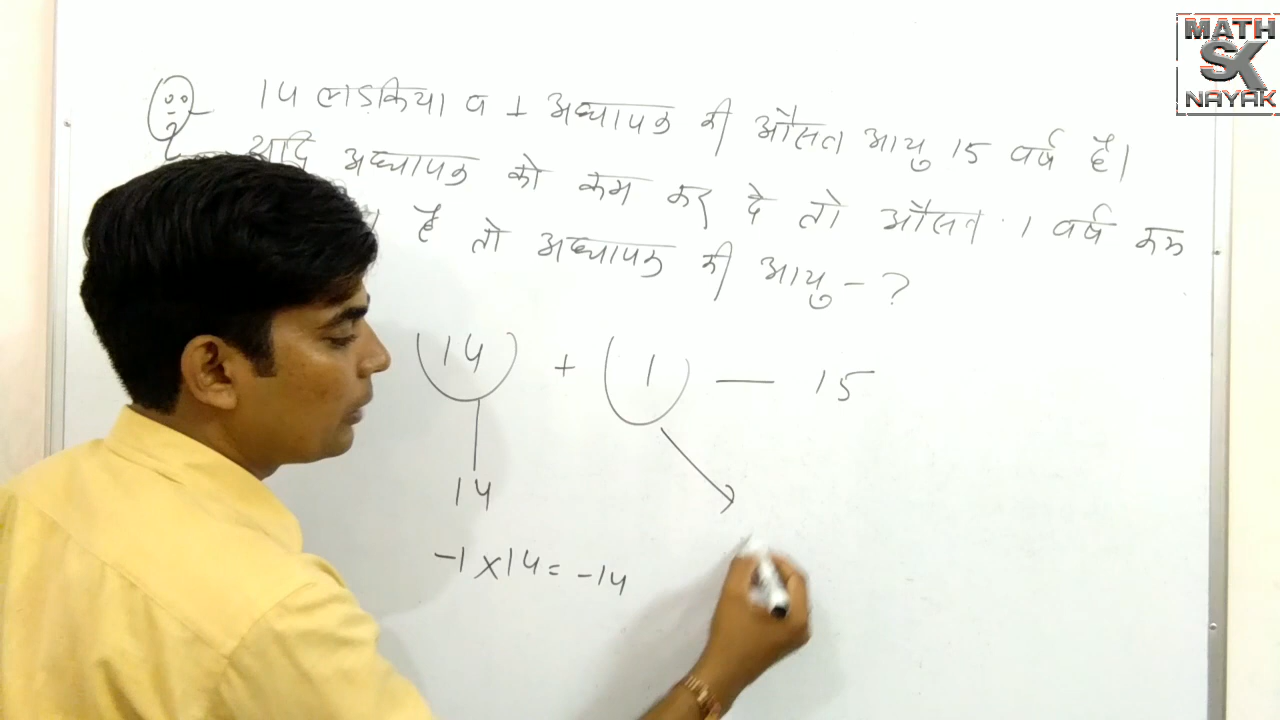 14 लडकिया व 1 अध्यापक की औसत आयु 15 वर्ष है।
यदि अध्यापक को कम कर दे तो औसत 1 वर्ष कम
है तो अध्यापक की आयु - ?
14 + 1 — 15
14
-1 × 14 = -14
MATH
SK
NAYAK